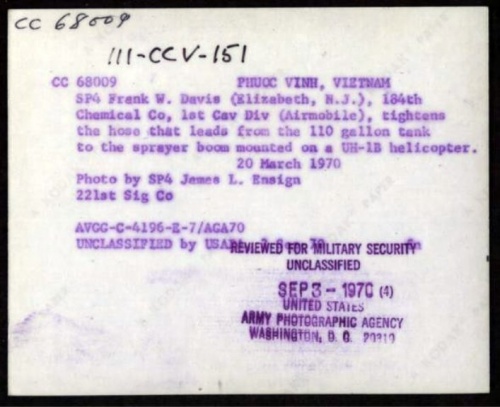 CC 68009
111-CCV-151
CC 68009 PHUOC VINH, VIETNAM
SP4 Frank W. Davis (Elizabeth, N.J.), 184th
Chemical Co, 1st Cav Div (Airmobile), tightens
the hose that leads from the 110 gallon tank
to the sprayer boom mounted on a UH-1B helicopter.
20 March 1970
Photo by SP4 James L. Ensign
221st Sig Co
AVGG-C-4196-E-7/AGA70
UNCLASSIFIED by
REVIEWED FOR MILITARY SECURITY
UNCLASSIFIED
SEP 3 - 1970 (4)
UNITED STATES
ARMY PHOTOGRAPHIC AGENCY
WASHINGTON, D. C. 20310